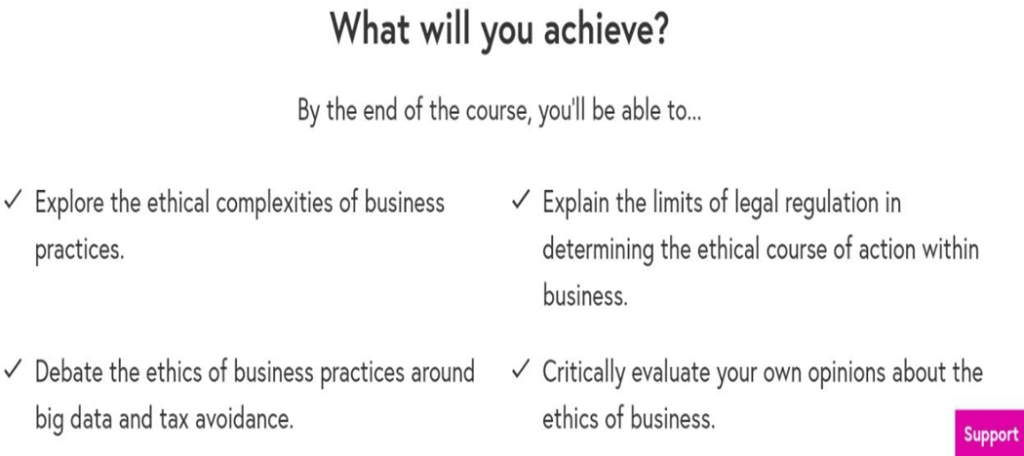 What will you achieve?
By the end of the course, you'll be able to...
✓ Explore the ethical complexities of business
practices.
✓ Explain the limits of legal regulation in
determining the ethical course of action within
business.
✓ Debate the ethics of business practices around
big data and tax avoidance.
✓ Critically evaluate your own opinions about the
ethics of business.
Support